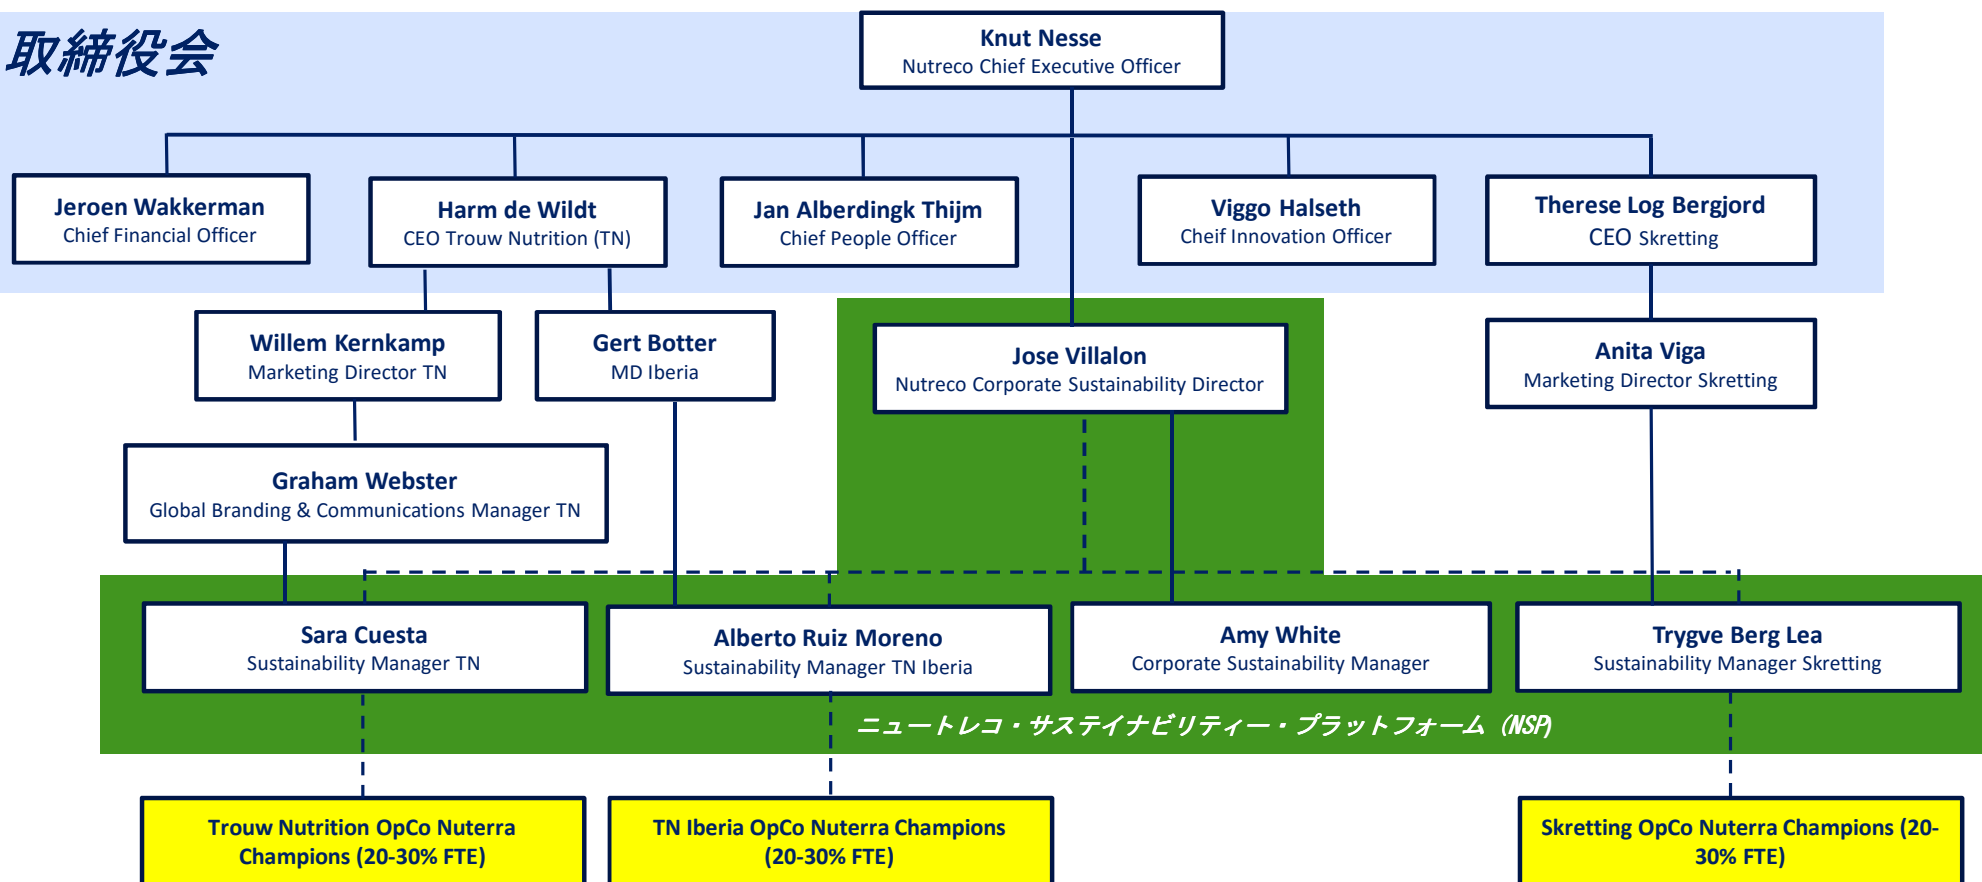 取締役会
Knut Nesse
Nutreco Chief Executive Officer
Jeroen Wakkerman
Chief Financial Officer
Harm de Wildt
CEO Trouw Nutrition (TN)
Jan Alberdingk Thijm
Chief People Officer
Viggo Halseth
Cheif Innovation Officer
Therese Log Bergjord
CEO Skretting
Willem Kernkamp
Marketing Director TN
Gert Botter
MD Iberia
Jose Villalon
Nutreco Corporate Sustainability Director
Anita Viga
Marketing Director Skretting
Graham Webster
Global Branding & Communications Manager TN
Sara Cuesta
Sustainability Manager TN
Alberto Ruiz Moreno
Sustainability Manager TN Iberia
Amy White
Corporate Sustainability Manager
Trygve Berg Lea
Sustainability Manager Skretting
ニュートレコ・サステイナビリティー・プラットフォーム (NSP)
Trouw Nutrition OpCo Nuterra
Champions (20-30% FTE)
TN Iberia OpCo Nuterra Champions
(20-30% FTE)
Skretting OpCo Nuterra Champions (20-
30% FTE)